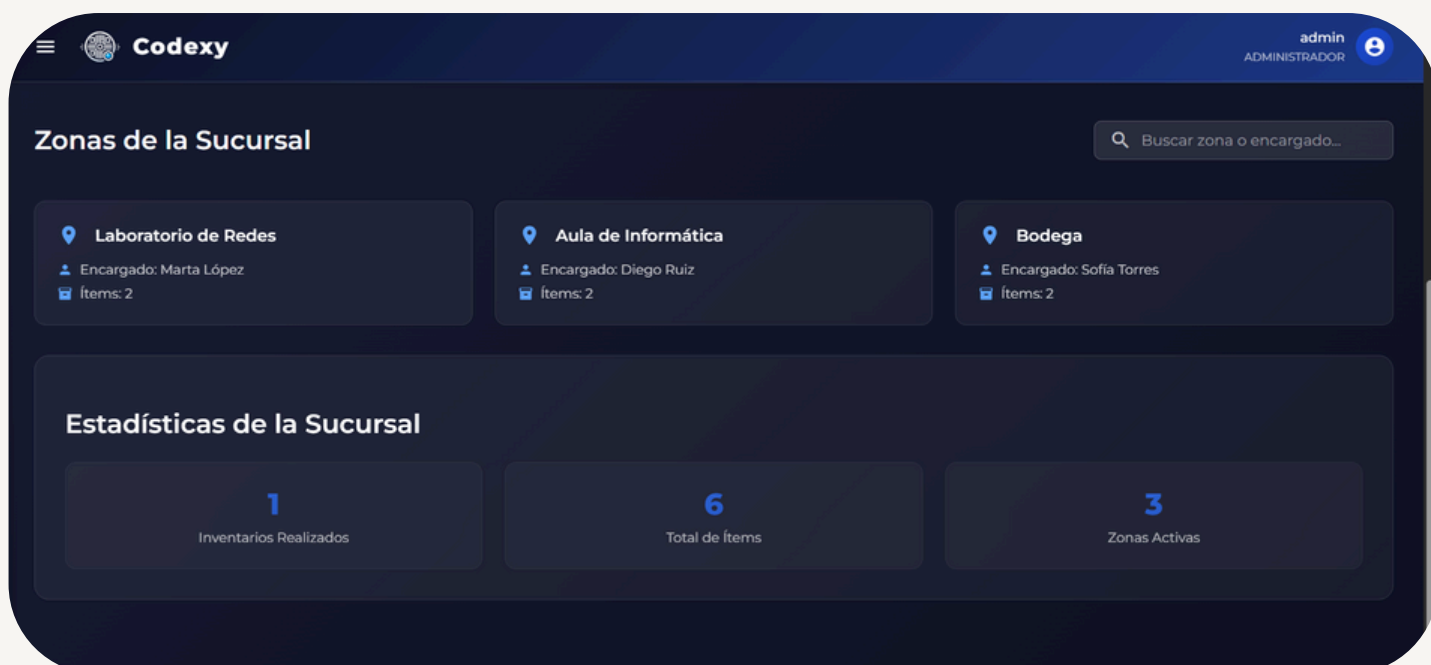 Codexy
admin
ADMINISTRADOR
Zonas de la Sucursal
Buscar zona o encargado...
Laboratorio de Redes
Encargado: Marta López
Ítems: 2
Aula de Informática
Encargado: Diego Ruiz
Ítems: 2
Bodega
Encargado: Sofía Torres
Ítems: 2
Estadísticas de la Sucursal
1
Inventarios Realizados
6
Total de Ítems
3
Zonas Activas